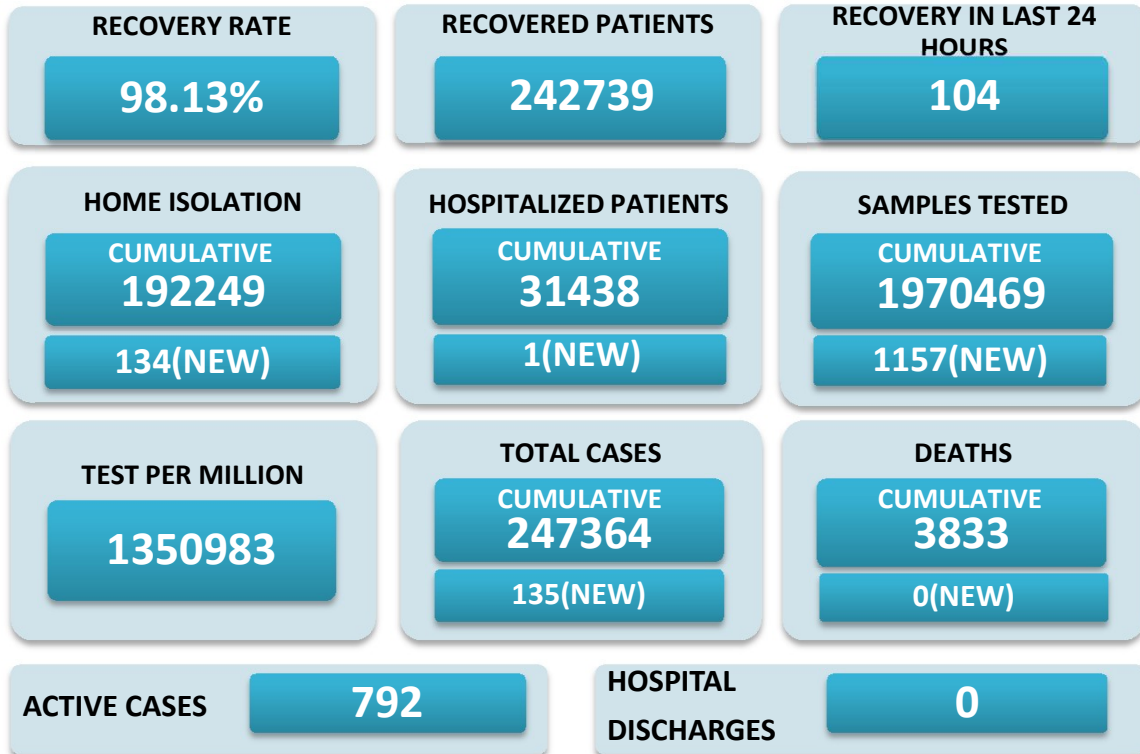 RECOVERY RATE
98.13%
RECOVERED PATIENTS
242739
RECOVERY IN LAST 24
HOURS
104
HOME ISOLATION
CUMULATIVE
192249
134(NEW)
HOSPITALIZED PATIENTS
CUMULATIVE
31438
1(NEW)
SAMPLES TESTED
CUMULATIVE
1970469
1157(NEW)
TEST PER MILLION
1350983
TOTAL CASES
CUMULATIVE
247364
135(NEW)
DEATHS
CUMULATIVE
3833
0(NEW)
ACTIVE CASES
792
HOSPITAL
DISCHARGES
0